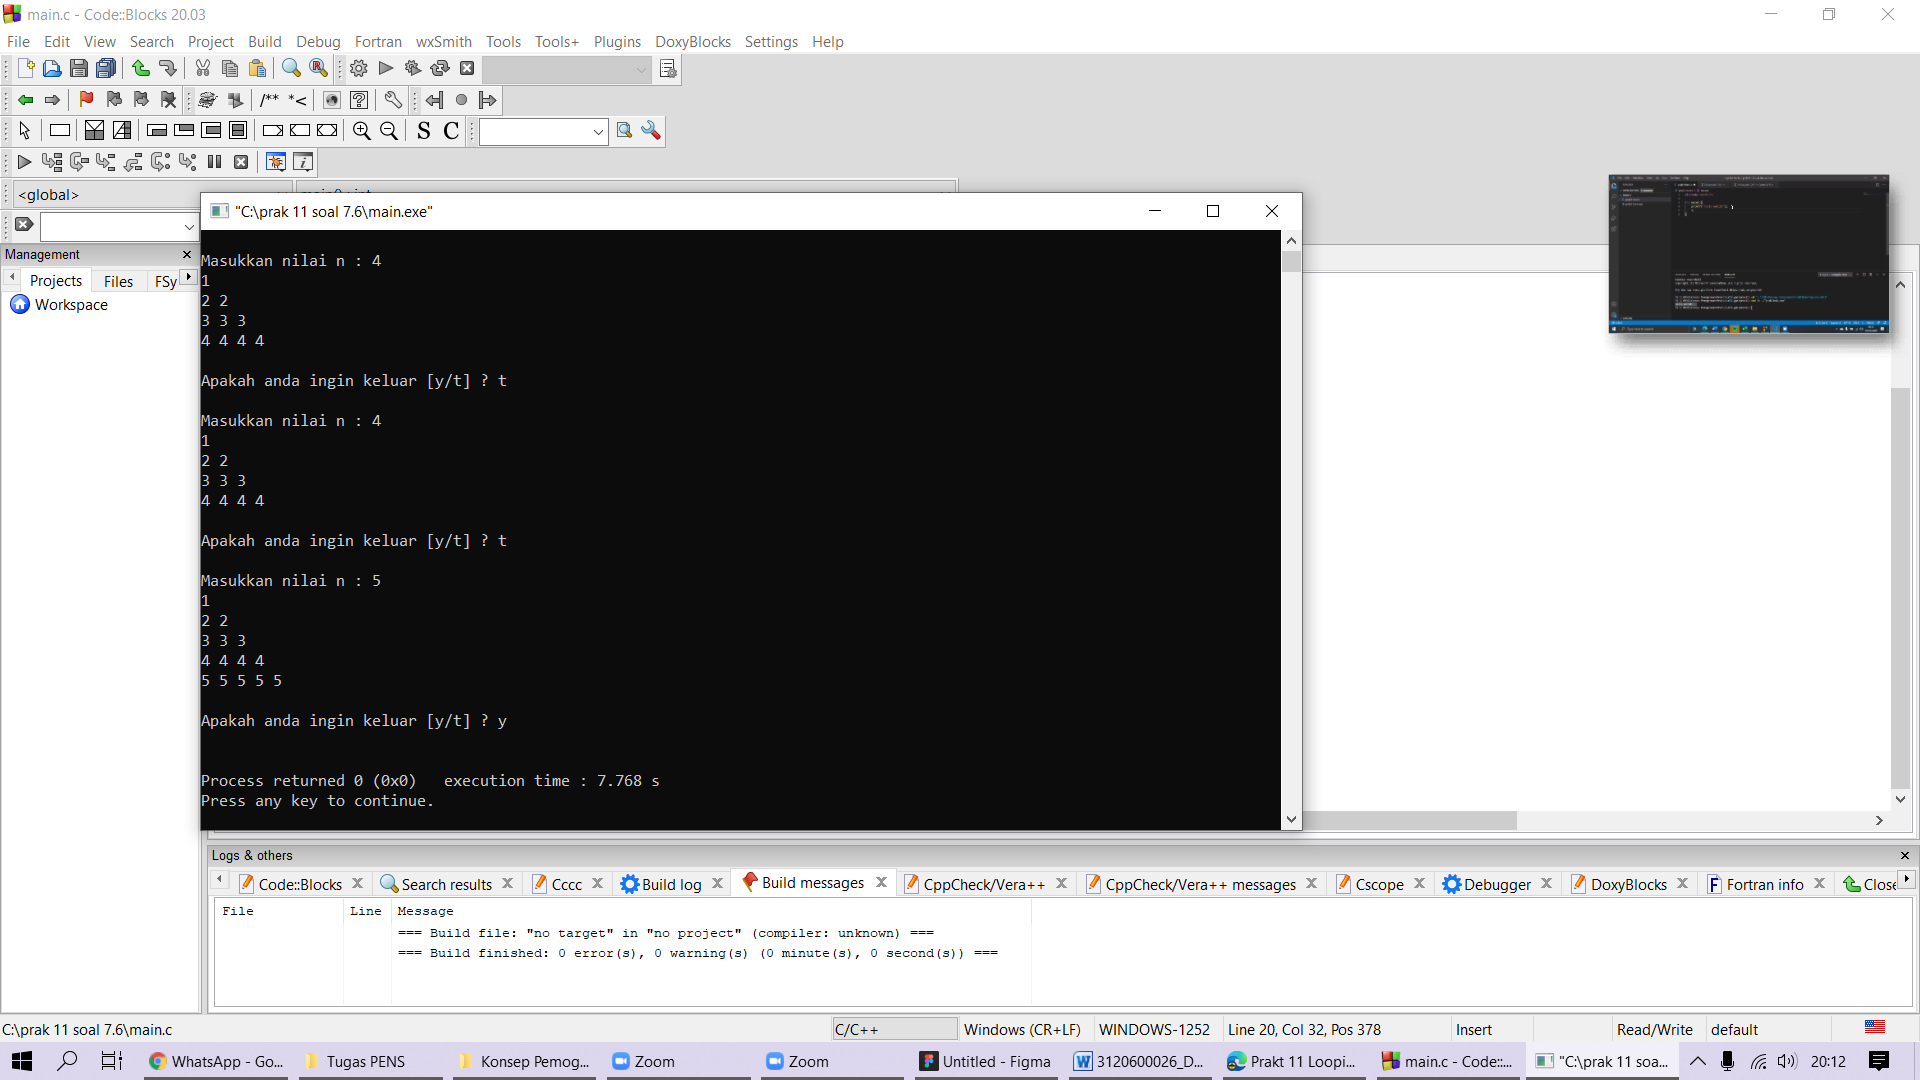 main.c - Code::Blocks 20.03
File Edit View Search Project Build Debug Fortran wxSmith Tools Tools+ Plugins DoxyBlocks Settings Help
/** *<
S C
<global>
"C:\prak 11 soal 7.6\main.exe"
Management
Projects Files FSy
Workspace
Masukkan nilai n : 4
1
2 2
3 3 3
4 4 4 4
Apakah anda ingin keluar [y/t] ? t
Masukkan nilai n : 4
1
2 2
3 3 3
4 4 4 4
Apakah anda ingin keluar [y/t] ? t
Masukkan nilai n : 5
1
2 2
3 3 3
4 4 4 4
5 5 5 5 5
Apakah anda ingin keluar [y/t] ? y
Process returned 0 (0x0) execution time : 7.768 s
Press any key to continue.
Logs & others
Code::Blocks Search results Cccc Build log Build messages CppCheck/Vera++ CppCheck/Vera++ messages Cscope Debugger DoxyBlocks Fortran info Close
File Line Message
=== Build file: "no target" in "no project" (compiler: unknown) ===
=== Build finished: 0 error(s), 0 warning(s) (0 minute(s), 0 second(s)) ===
C:\prak 11 soal 7.6\main.c C/C++ Windows (CR+LF) WINDOWS-1252 Line 20, Col 32, Pos 378 Insert Read/Write default
WhatsApp - Go... Tugas PENS Konsep Pemog... Zoom Zoom Untitled - Figma 3120600026_D... Prakt 11 Loopi... main.c - Code::... "C:\prak 11 soa... 20:12